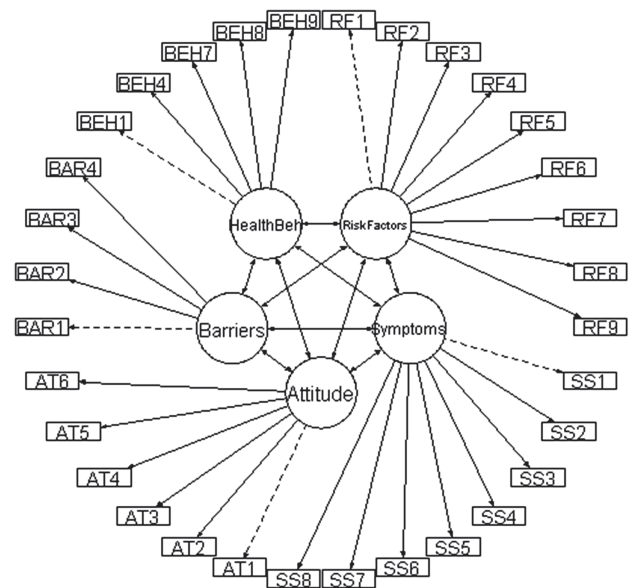 BEH9
RF1
BEH8
RF2
BEH7
RF3
BEH4
RF4
BEH1
RF5
BAR4
RF6
BAR3
RF7
HealthBeh
RiskFactors
BAR2
RF8
BAR1
Barriers
Symptoms
RF9
AT6
Attitude
SS1
AT5
SS2
AT4
SS3
AT3
SS4
AT2
SS5
AT1
SS6
SS8
SS7